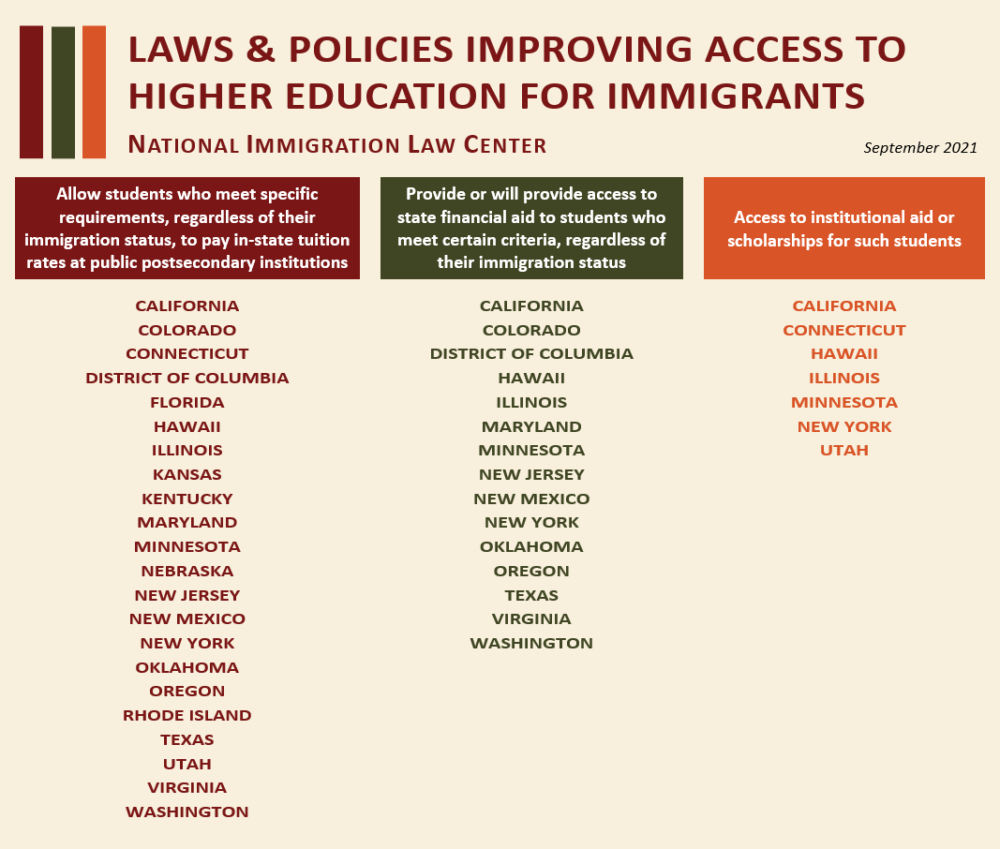 LAWS & POLICIES IMPROVING ACCESS TO
HIGHER EDUCATION FOR IMMIGRANTS
NATIONAL IMMIGRATION LAW CENTER
September 2021
Allow students who meet specific
requirements, regardless of their
immigration status, to pay in-state tuition
rates at public postsecondary institutions
CALIFORNIA
COLORADO
CONNECTICUT
DISTRICT OF COLUMBIA
FLORIDA
HAWAII
ILLINOIS
KANSAS
KENTUCKY
MARYLAND
MINNESOTA
NEBRASKA
NEW JERSEY
NEW MEXICO
NEW YORK
OKLAHOMA
OREGON
RHODE ISLAND
TEXAS
UTAH
VIRGINIA
WASHINGTON
Provide or will provide access to
state financial aid to students who
meet certain criteria, regardless of
their immigration status
CALIFORNIA
COLORADO
DISTRICT OF COLUMBIA
HAWAII
ILLINOIS
MARYLAND
MINNESOTA
NEW JERSEY
NEW MEXICO
NEW YORK
OKLAHOMA
OREGON
TEXAS
VIRGINIA
WASHINGTON
Access to institutional aid or
scholarships for such students
CALIFORNIA
CONNECTICUT
HAWAII
ILLINOIS
MINNESOTA
NEW YORK
UTAH